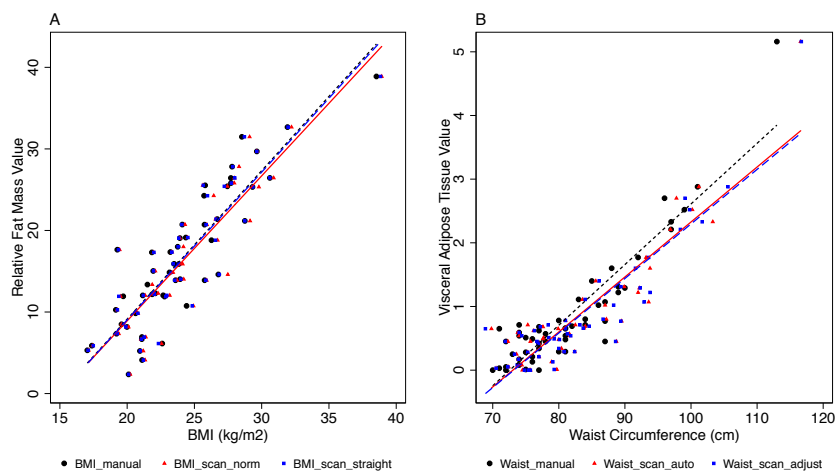 A
Relative Fat Mass Value
0 10 20 30 40
15 20 25 30 35 40
BMI (kg/m2)
BMI_manual BMI_scan_norm BMI_scan_straight
B
Visceral Adipose Tissue Value
0 1 2 3 4 5
70 80 90 100 110 120
Waist Circumference (cm)
Waist_manual Waist_scan_auto Waist_scan_adjust